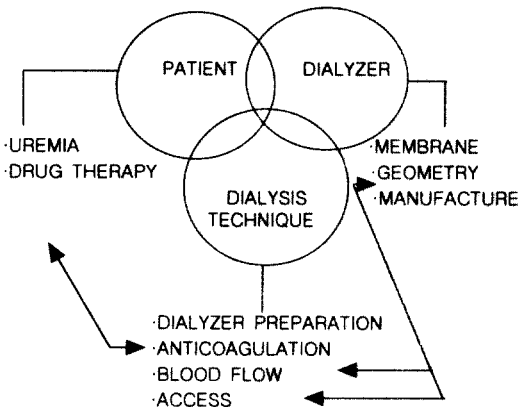 PATIENT
DIALYZER
·UREMIA
·DRUG THERAPY
·MEMBRANE
·GEOMETRY
·MANUFACTURE
DIALYSIS
TECHNIQUE
·DIALYZER PREPARATION
·ANTICOAGULATION
·BLOOD FLOW
·ACCESS